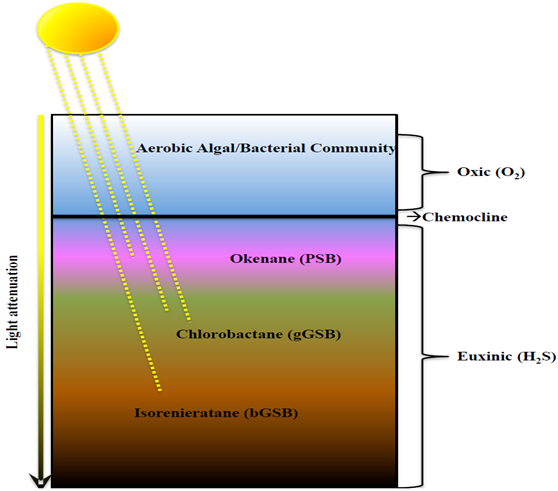 Aerobic Algal/Bacterial Community
Oxic (O₂)
→Chemocline
Okenane (PSB)
Light attenuation
Chlorobactane (gGSB)
Euxinic (H₂S)
Isorenieratane (bGSB)